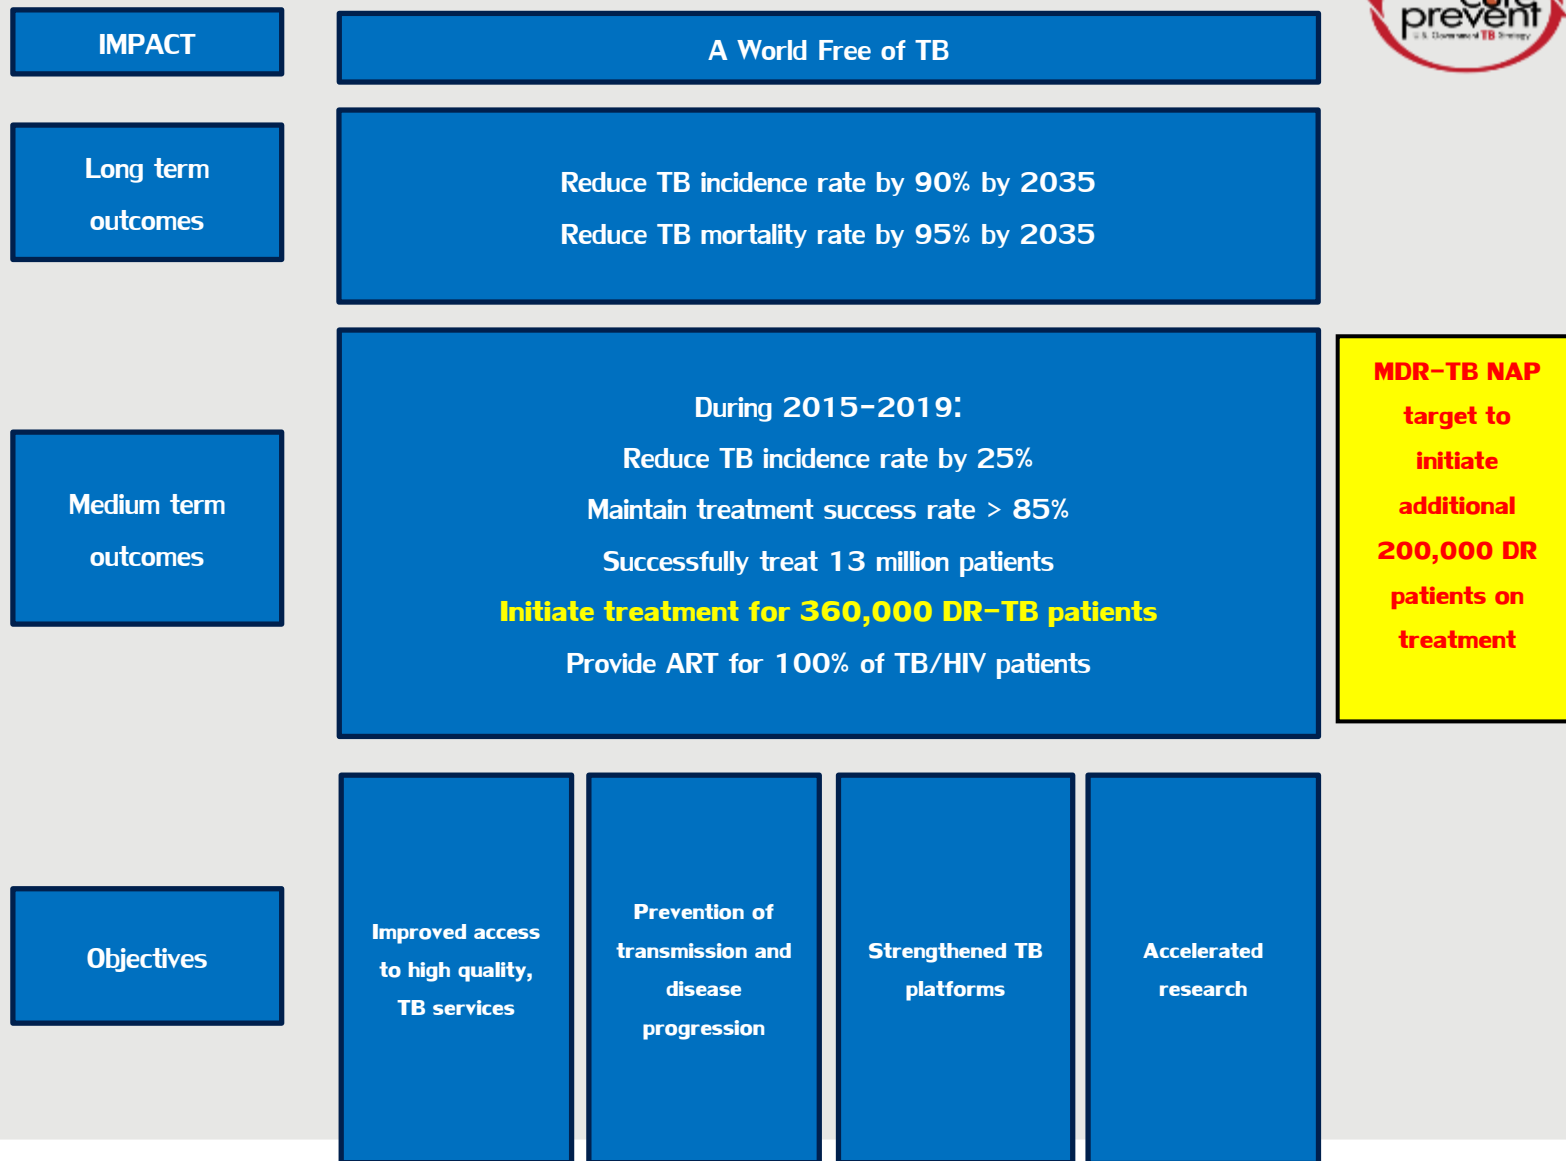 prevent
U.S. Government TB Strategy
IMPACT
A World Free of TB
Long term
outcomes
Reduce TB incidence rate by 90% by 2035
Reduce TB mortality rate by 95% by 2035
Medium term
outcomes
During 2015-2019:
Reduce TB incidence rate by 25%
Maintain treatment success rate > 85%
Successfully treat 13 million patients
Initiate treatment for 360,000 DR-TB patients
Provide ART for 100% of TB/HIV patients
MDR-TB NAP
target to
initiate
additional
200,000 DR
patients on
treatment
Objectives
Improved access
to high quality,
TB services
Prevention of
transmission and
disease
progression
Strengthened TB
platforms
Accelerated
research